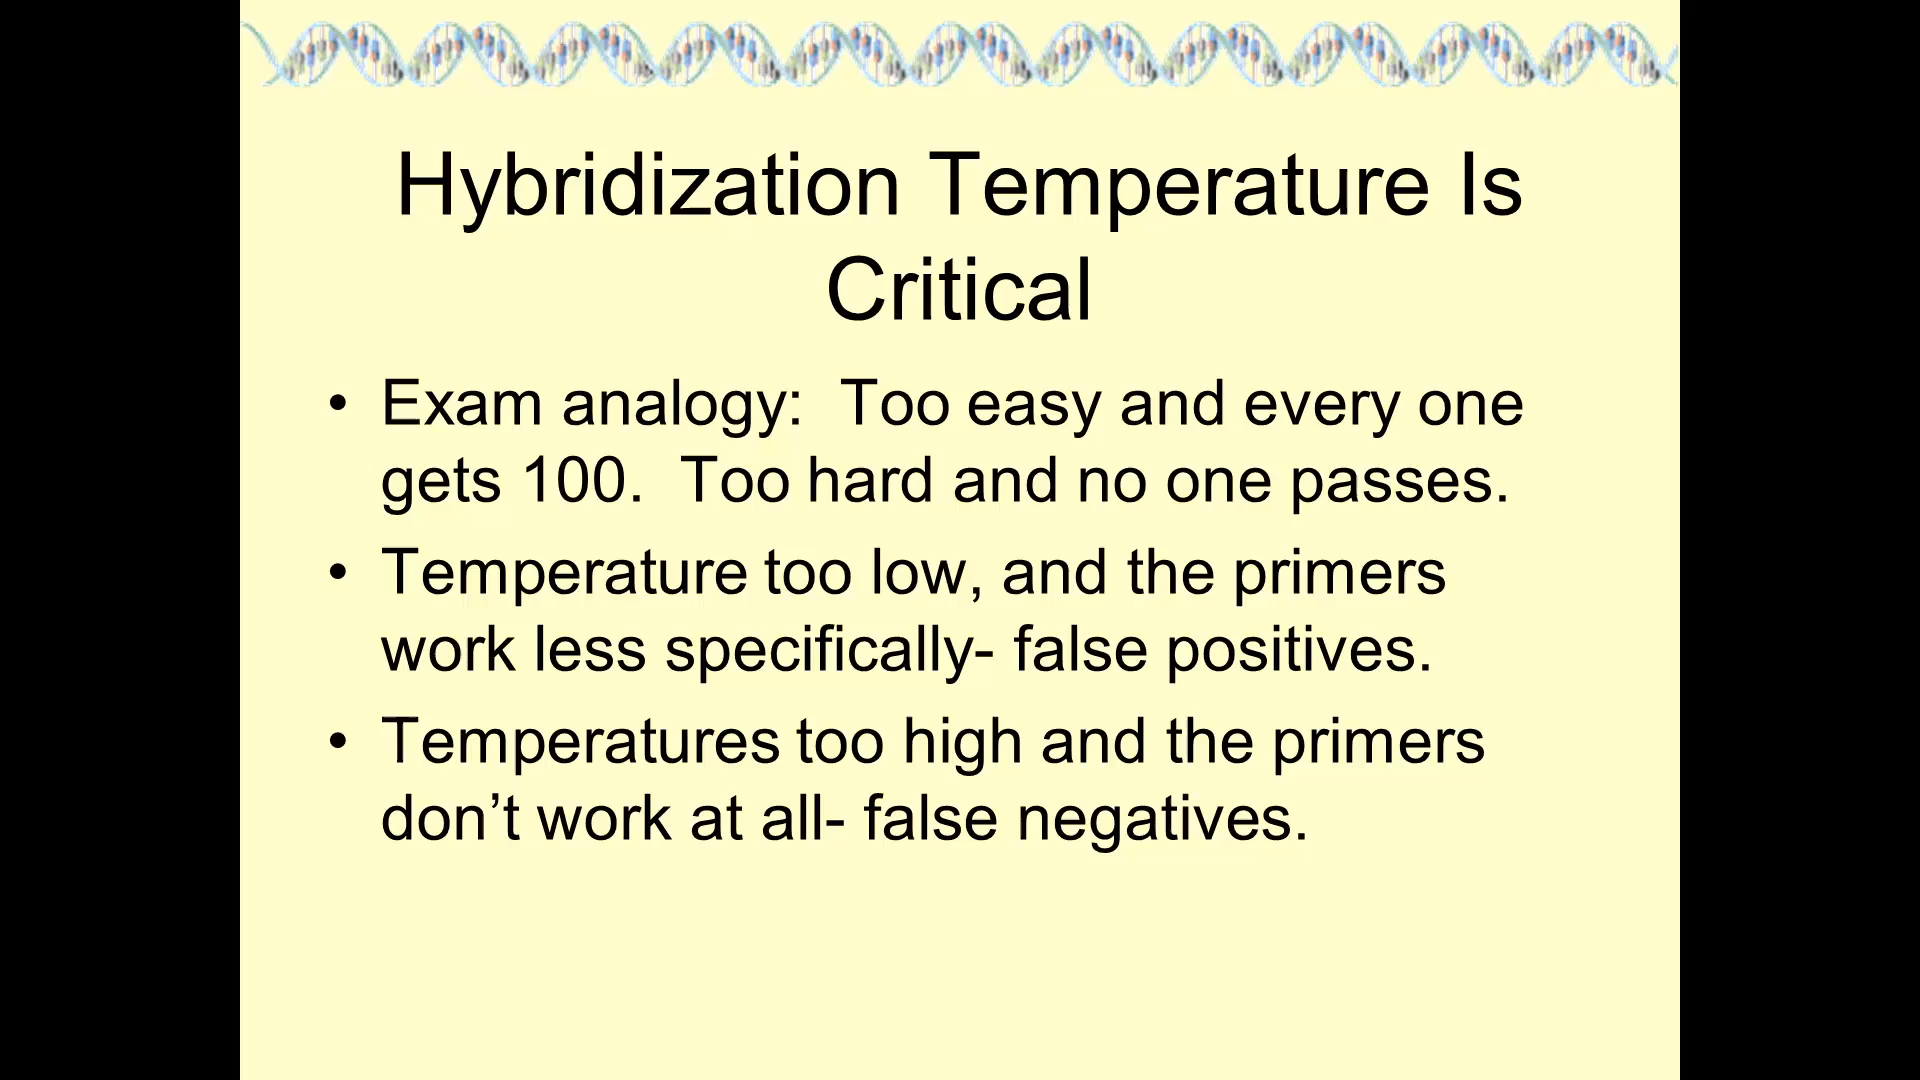 Hybridization Temperature Is
Critical
• Exam analogy:  Too easy and every one
gets 100.  Too hard and no one passes.
• Temperature too low, and the primers
work less specifically- false positives.
• Temperatures too high and the primers
don’t work at all- false negatives.